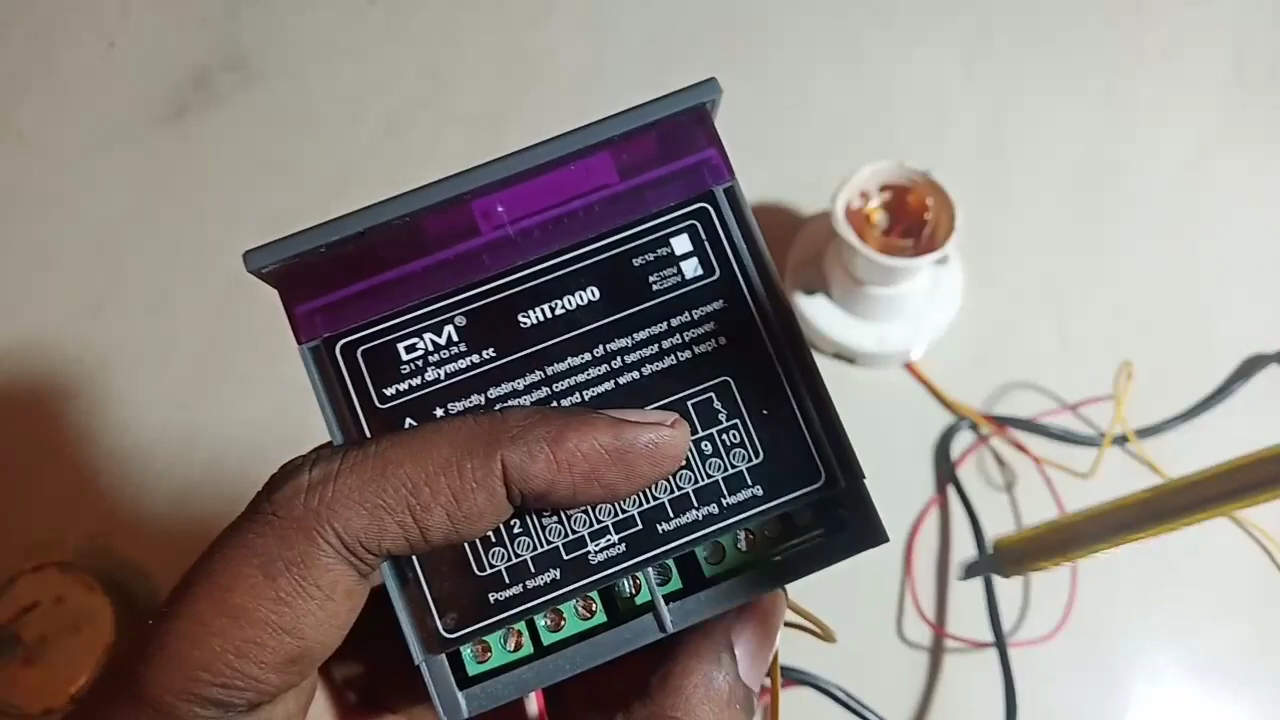 DC12~72V
AC110V
AC220V
SHT2000
DM®
DIY MORE
www.diymore.cc
★ Strictly distinguish interface of relay,sensor and power.
distinguish connection of sensor and power.
and power wire should be kept a
1 2 9 10
Blue
Power supply Sensor Humidifying Heating